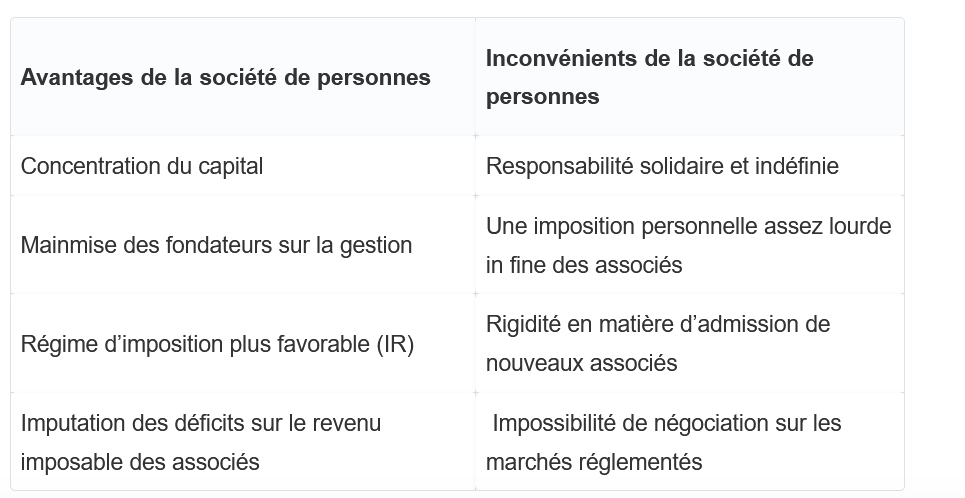 Avantages de la société de personnes
Inconvénients de la société de
personnes
Concentration du capital
Responsabilité solidaire et indéfinie
Mainmise des fondateurs sur la gestion
Une imposition personnelle assez lourde
in fine des associés
Régime d’imposition plus favorable (IR)
Rigidité en matière d’admission de
nouveaux associés
Imputation des déficits sur le revenu
imposable des associés
Impossibilité de négociation sur les
marchés réglementés